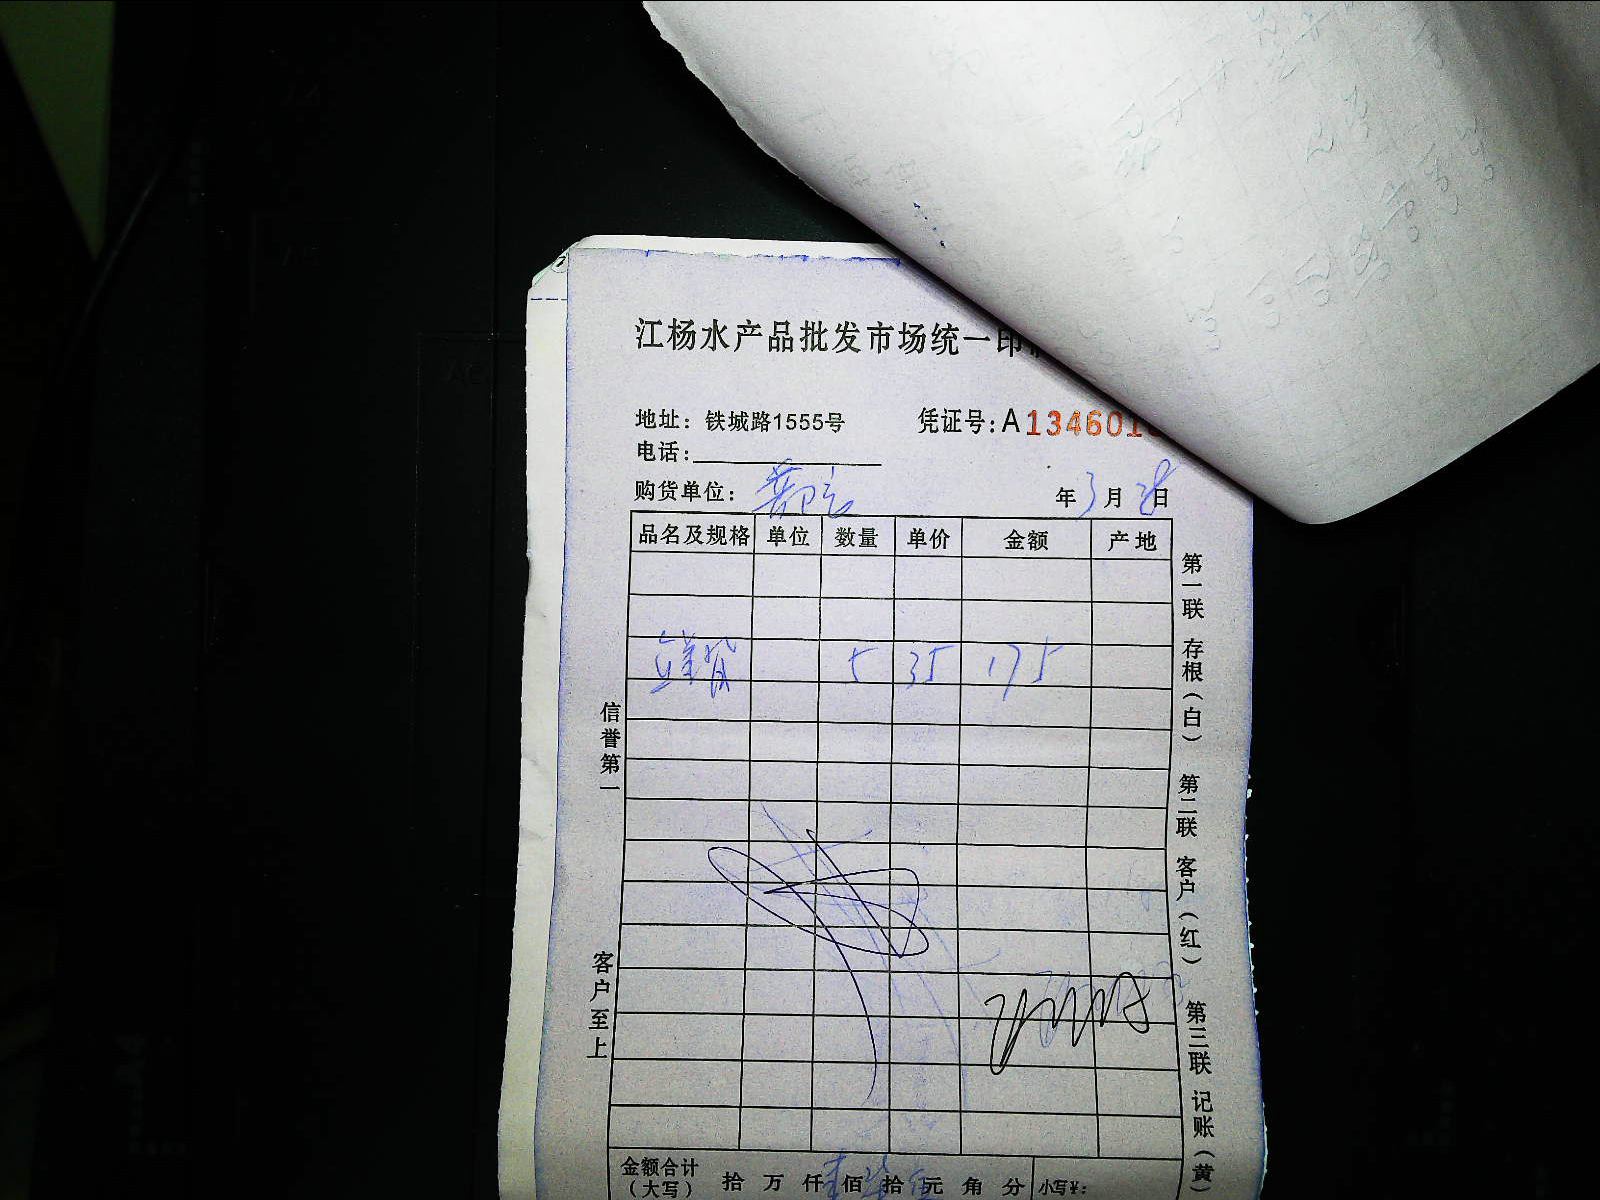 江杨水产品批发市场统一印
地址：铁城路1555号 凭证号：A134601
电话：
购货单位： 年3月28日
品名及规格 单位 数量 单价 金额 产地
5 35 175
信誉第一
客户至上
第一联 存根（白） 第二联 客户（红） 第三联 记账（黄）
金额合计（大写） 拾 万 仟 佰 拾 元 角 分 小写¥：